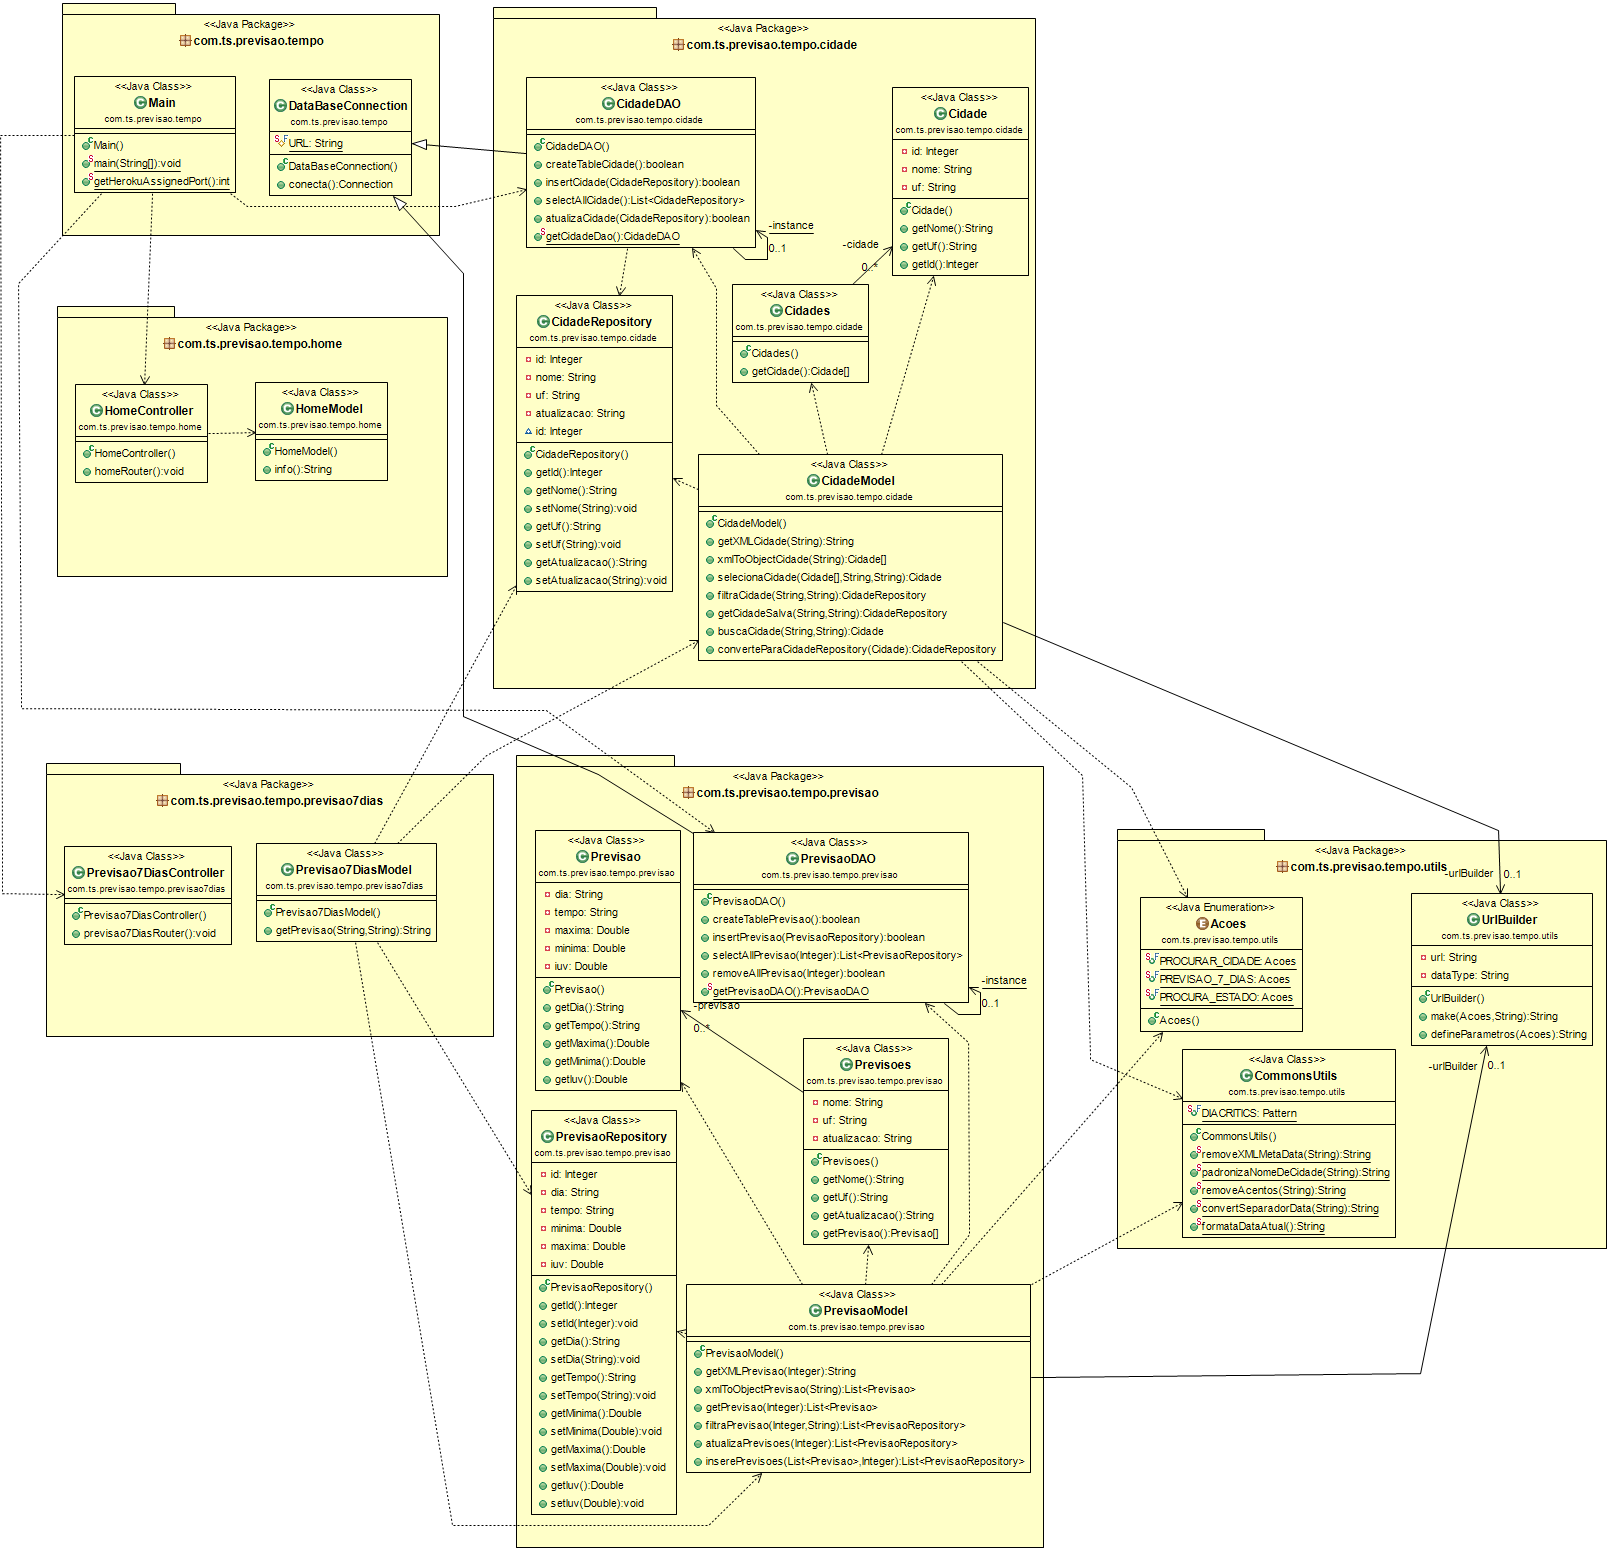 <<Java Package>>
com.ts.previsao.tempo
<<Java Class>>
Main
com.ts.previsao.tempo
Main()
main(String[]):void
getHerokuAssignedPort():int
<<Java Class>>
DataBaseConnection
com.ts.previsao.tempo
URL: String
DataBaseConnection()
conecta():Connection
<<Java Package>>
com.ts.previsao.tempo.cidade
<<Java Class>>
CidadeDAO
com.ts.previsao.tempo.cidade
CidadeDAO()
createTableCidade():boolean
insertCidade(CidadeRepository):boolean
selectAllCidade():List<CidadeRepository>
atualizaCidade(CidadeRepository):boolean
getCidadeDao():CidadeDAO
-instance
0..1
<<Java Class>>
Cidade
com.ts.previsao.tempo.cidade
id: Integer
nome: String
uf: String
Cidade()
getNome():String
getUf():String
getId():Integer
-cidade
0..*
<<Java Class>>
Cidades
com.ts.previsao.tempo.cidade
Cidades()
getCidade():Cidade[]
<<Java Class>>
CidadeRepository
com.ts.previsao.tempo.cidade
id: Integer
nome: String
uf: String
atualizacao: String
id: Integer
CidadeRepository()
getId():Integer
getNome():String
setNome(String):void
getUf():String
setUf(String):void
getAtualizacao():String
setAtualizacao(String):void
<<Java Class>>
CidadeModel
com.ts.previsao.tempo.cidade
CidadeModel()
getXMLCidade(String):String
xmlToObjectCidade(String):Cidade[]
selecionaCidade(Cidade[],String,String):Cidade
filtraCidade(String,String):CidadeRepository
getCidadeSalva(String,String):CidadeRepository
buscaCidade(String,String):Cidade
converteParaCidadeRepository(Cidade):CidadeRepository
<<Java Package>>
com.ts.previsao.tempo.home
<<Java Class>>
HomeController
com.ts.previsao.tempo.home
HomeController()
homeRouter():void
<<Java Class>>
HomeModel
com.ts.previsao.tempo.home
HomeModel()
info():String
<<Java Package>>
com.ts.previsao.tempo.previsao7dias
<<Java Class>>
Previsao7DiasController
com.ts.previsao.tempo.previsao7dias
Previsao7DiasController()
previsao7DiasRouter():void
<<Java Class>>
Previsao7DiasModel
com.ts.previsao.tempo.previsao7dias
Previsao7DiasModel()
getPrevisao(String,String):String
<<Java Package>>
com.ts.previsao.tempo.previsao
<<Java Class>>
Previsao
com.ts.previsao.tempo.previsao
dia: String
tempo: String
maxima: Double
minima: Double
iuv: Double
Previsao()
getDia():String
getTempo():String
getMaxima():Double
getMinima():Double
getIuv():Double
<<Java Class>>
PrevisaoDAO
com.ts.previsao.tempo.previsao
PrevisaoDAO()
createTablePrevisao():boolean
insertPrevisao(PrevisaoRepository):boolean
selectAllPrevisao(Integer):List<PrevisaoRepository>
removeAllPrevisao(Integer):boolean
getPrevisaoDAO():PrevisaoDAO
-instance
0..1
-previsao
0..*
<<Java Class>>
Previsoes
com.ts.previsao.tempo.previsao
nome: String
uf: String
atualizacao: String
Previsoes()
getNome():String
getUf():String
getAtualizacao():String
getPrevisao():Previsao[]
<<Java Class>>
PrevisaoRepository
com.ts.previsao.tempo.previsao
id: Integer
dia: String
tempo: String
minima: Double
maxima: Double
iuv: Double
PrevisaoRepository()
getId():Integer
setId(Integer):void
getDia():String
setDia(String):void
getTempo():String
setTempo(String):void
getMinima():Double
setMinima(Double):void
getMaxima():Double
setMaxima(Double):void
getIuv():Double
setIuv(Double):void
<<Java Class>>
PrevisaoModel
com.ts.previsao.tempo.previsao
PrevisaoModel()
getXMLPrevisao(Integer):String
xmlToObjectPrevisao(String):List<Previsao>
getPrevisao(Integer):List<Previsao>
filtraPrevisao(Integer,String):List<PrevisaoRepository>
atualizaPrevisoes(Integer):List<PrevisaoRepository>
inserePrevisoes(List<Previsao>,Integer):List<PrevisaoRepository>
<<Java Package>>
com.ts.previsao.tempo.utils
-urlBuilder
0..1
<<Java Enumeration>>
Acoes
com.ts.previsao.tempo.utils
PROCURAR_CIDADE: Acoes
PREVISAO_7_DIAS: Acoes
PROCURA_ESTADO: Acoes
Acoes()
<<Java Class>>
UrlBuilder
com.ts.previsao.tempo.utils
url: String
dataType: String
UrlBuilder()
make(Acoes,String):String
defineParametros(Acoes):String
-urlBuilder
0..1
<<Java Class>>
CommonsUtils
com.ts.previsao.tempo.utils
DIACRITICS: Pattern
CommonsUtils()
removeXMLMetaData(String):String
padronizaNomeDeCidade(String):String
removeAcentos(String):String
convertSeparadorData(String):String
formataDataAtual():String